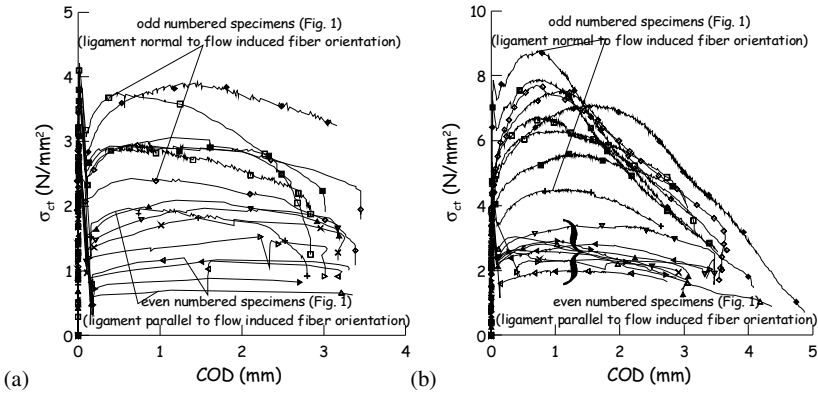 5
4
3
2
1
0
σct (N/mm²)
odd numbered specimens (Fig. 1)
(ligament normal to flow induced fiber orientation)
even numbered specimens (Fig. 1)
(ligament parallel to flow induced fiber orientation)
0 1 2 3 4
COD (mm)
(a)
10
8
6
4
2
0
σct (N/mm²)
odd numbered specimens (Fig. 1)
(ligament normal to flow induced fiber orientation)
even numbered specimens (Fig. 1)
(ligament parallel to flow induced fiber orientation)
0 1 2 3 4 5
COD (mm)
(b)